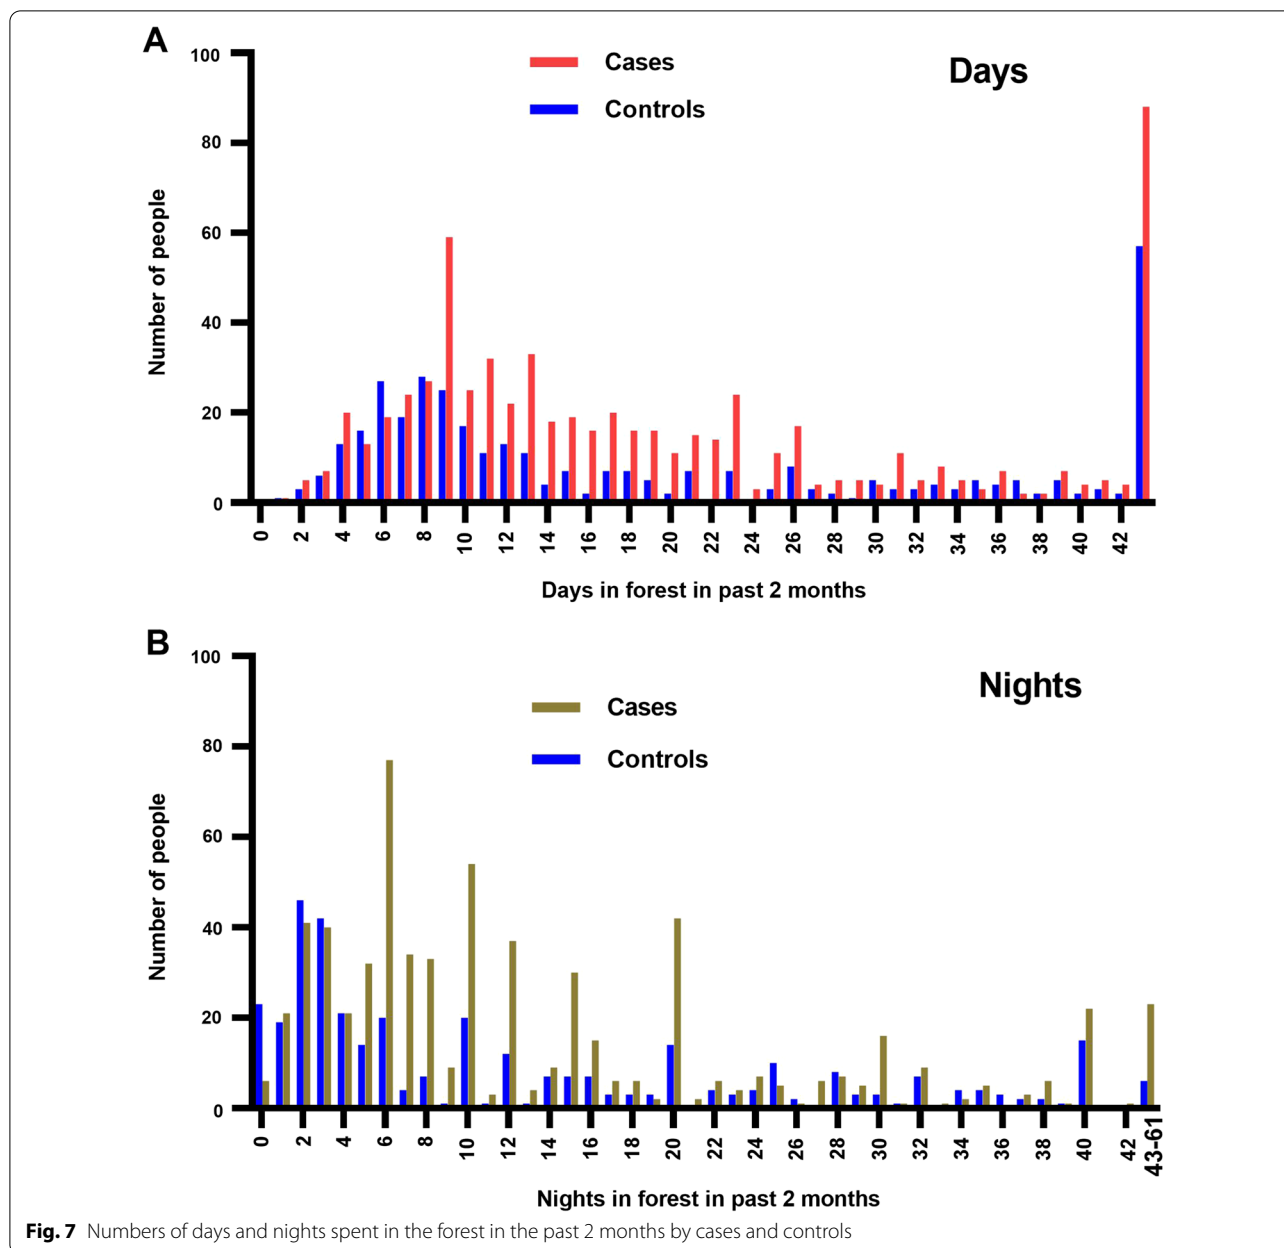 A
Days
Cases
Controls
100
80
60
40
20
0
Number of people
0 2 4 6 8 10 12 14 16 18 20 22 24 26 28 30 32 34 36 38 40 42
Days in forest in past 2 months
B
Nights
Cases
Controls
100
80
60
40
20
0
Number of people
0 2 4 6 8 10 12 14 16 18 20 22 24 26 28 30 32 34 36 38 40 42 43-61
Nights in forest in past 2 months
Fig. 7 Numbers of days and nights spent in the forest in the past 2 months by cases and controls